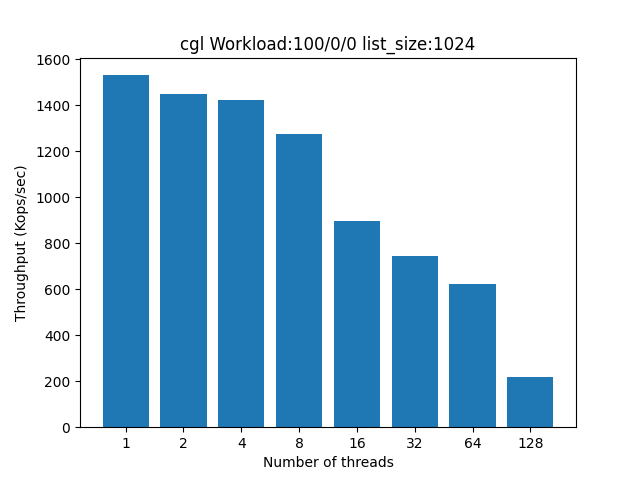 cgl Workload:100/0/0 list_size:1024
Throughput (Kops/sec)
1600
1400
1200
1000
800
600
400
200
0
1 2 4 8 16 32 64 128
Number of threads